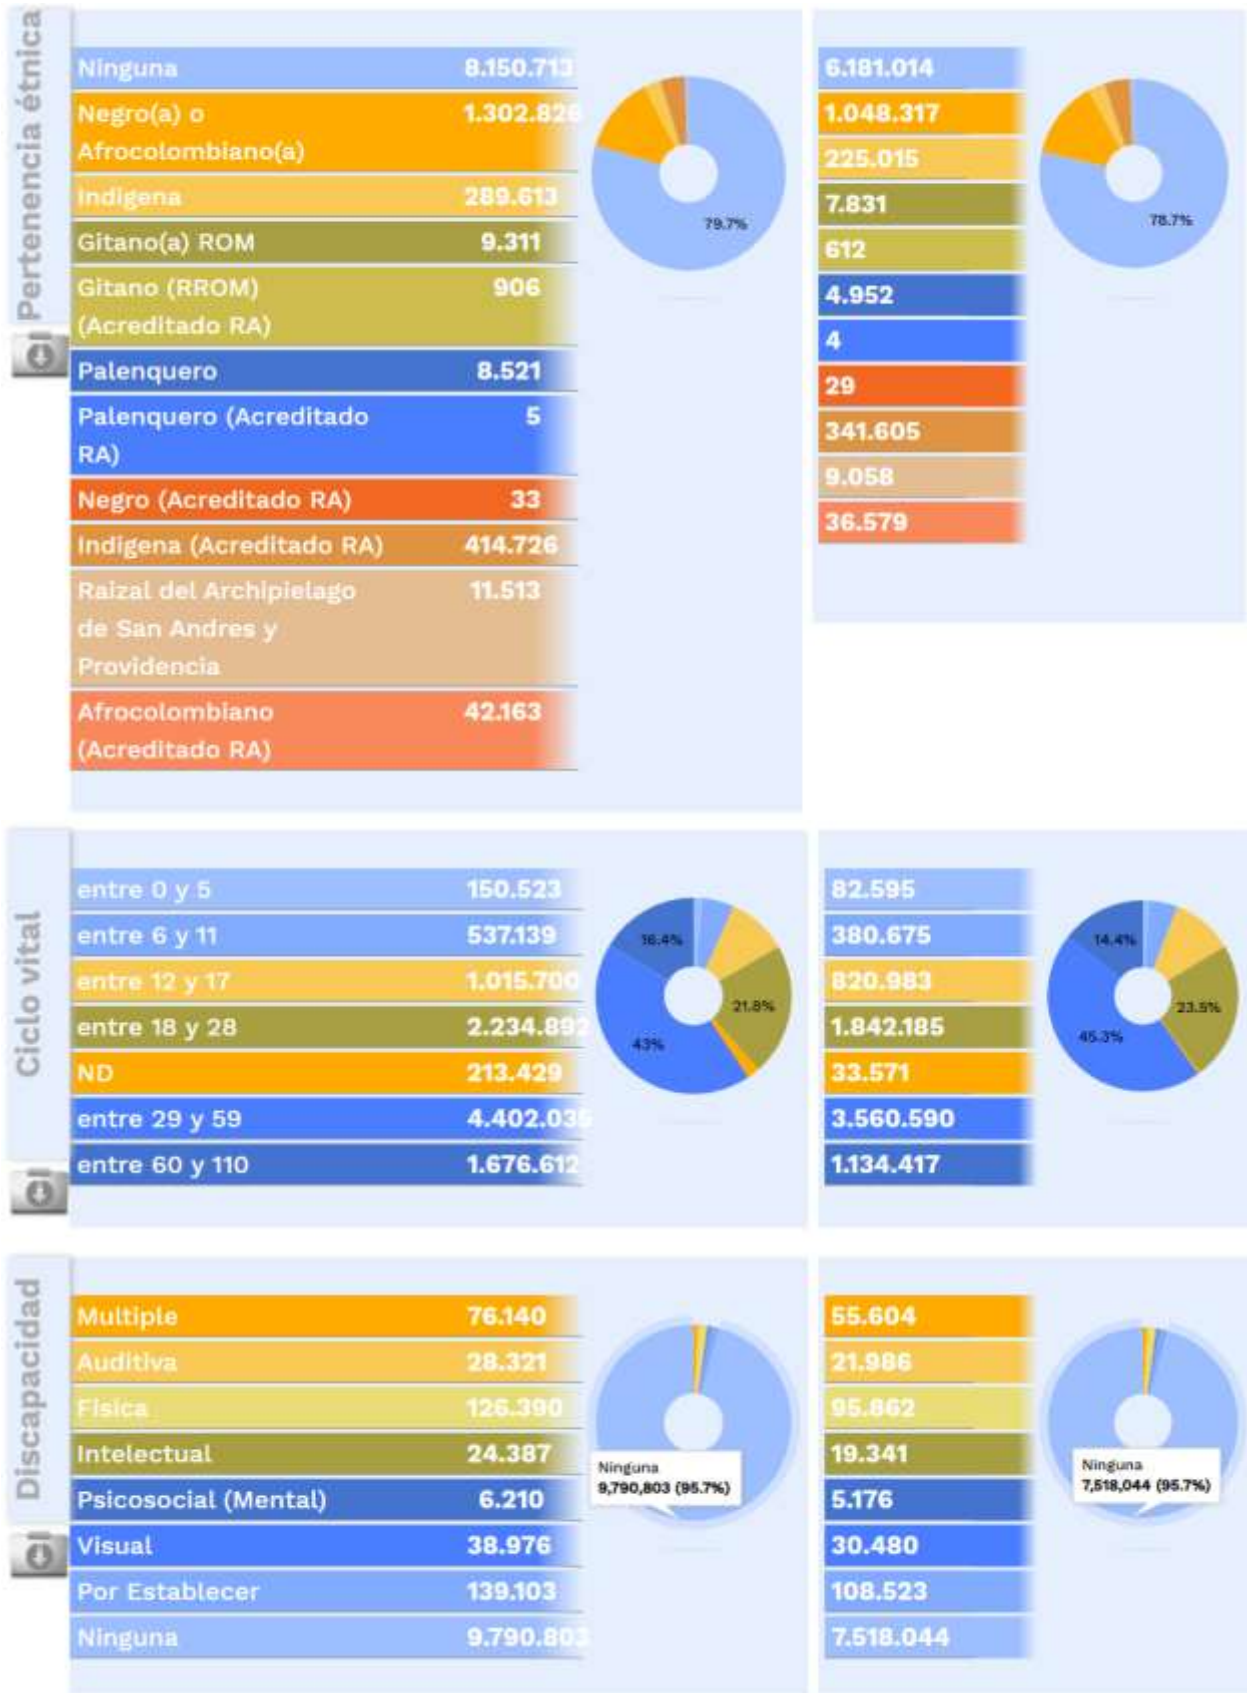 Pertenencia étnica
Ninguna 8.150.713
Negro(a) o 1.302.826
Afrocolombiano(a)
Indigena 289.613
Gitano(a) ROM 9.311
Gitano (RROM) 906
(Acreditado RA)
Palenquero 8.521
Palenquero (Acreditado 5
RA)
Negro (Acreditado RA) 33
Indigena (Acreditado RA) 414.726
Raizal del Archipielago 11.513
de San Andres y
Providencia
Afrocolombiano 42.163
(Acreditado RA)
79.7%
6.181.014
1.048.317
225.015
7.831
612
4.952
4
29
341.605
9.058
36.579
78.7%
Ciclo vital
entre 0 y 5 150.523
entre 6 y 11 537.139
entre 12 y 17 1.015.700
entre 18 y 28 2.234.892
ND 213.429
entre 29 y 59 4.402.035
entre 60 y 110 1.676.612
16.4%
21.8%
43%
82.595
380.675
820.983
1.842.185
33.571
3.560.590
1.134.417
14.4%
23.5%
45.3%
Discapacidad
Multiple 76.140
Auditiva 28.321
Fisica 126.390
Intelectual 24.387
Psicosocial (Mental) 6.210
Visual 38.976
Por Establecer 139.103
Ninguna 9.790.803
Ninguna
9,790,803 (95.7%)
55.604
21.986
95.862
19.341
5.176
30.480
108.523
7.518.044
Ninguna
7,518,044 (95.7%)